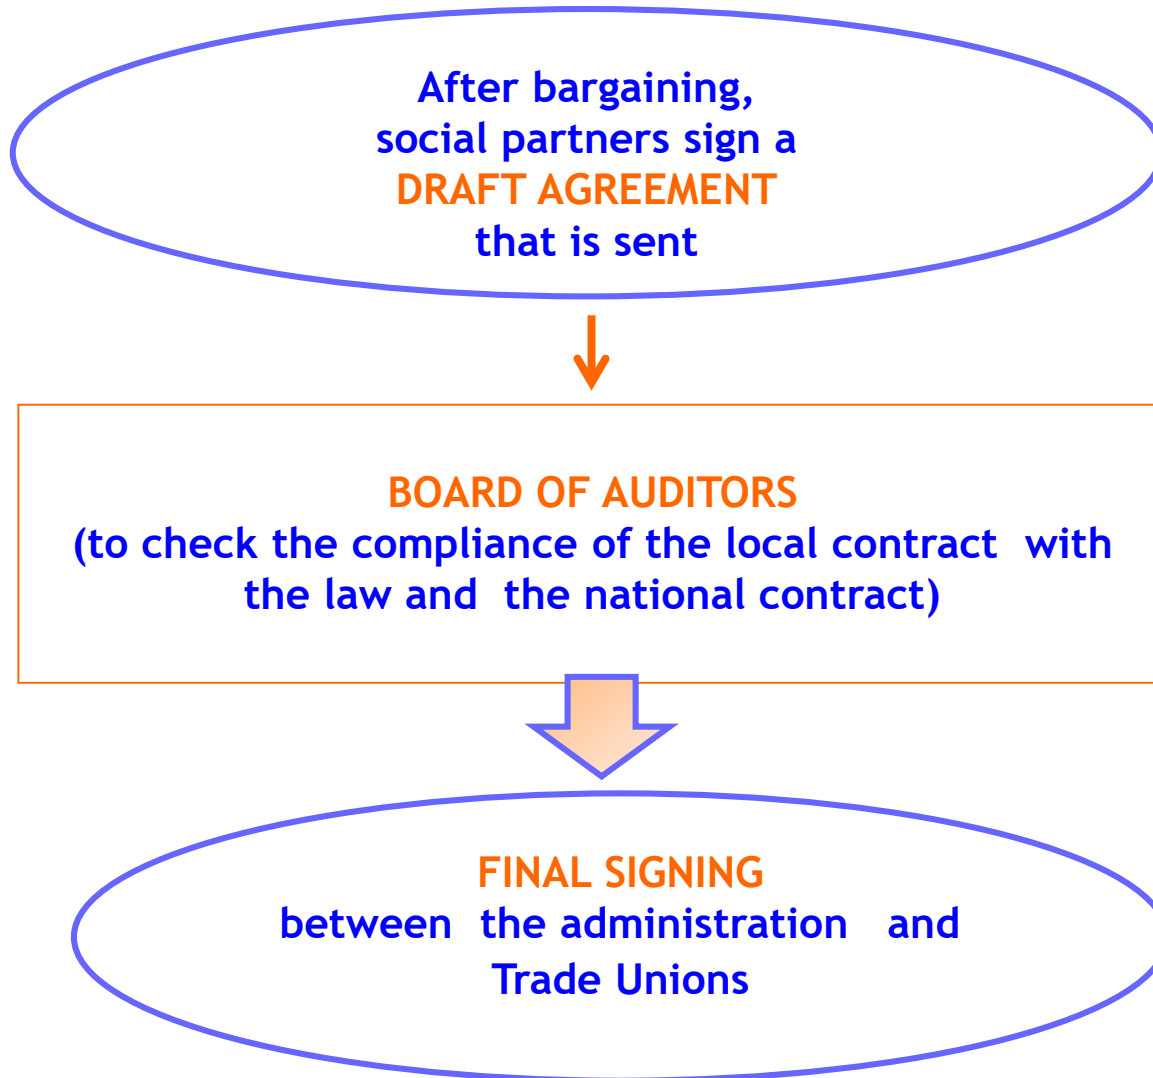 After bargaining,
social partners sign a
DRAFT AGREEMENT
that is sent
BOARD OF AUDITORS
(to check the compliance of the local contract  with
the law and  the national contract)
FINAL SIGNING
between  the administration   and
Trade Unions